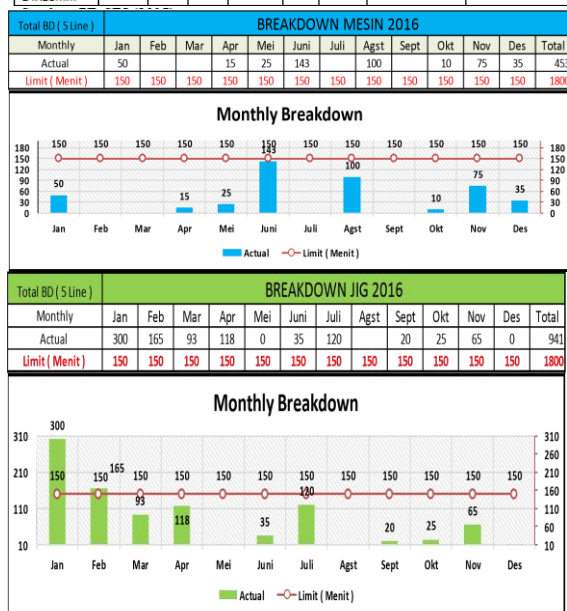 Total BD ( 5 Line ) BREAKDOWN MESIN 2016
Monthly Jan Feb Mar Apr Mei Juni Juli Agst Sept Okt Nov Des Total
Actual 50 15 25 143 100 10 75 35 453
Limit ( Menit ) 150 150 150 150 150 150 150 150 150 150 150 150 1800
Monthly Breakdown
180 150 150 150 150 150 150 150 150 150 150 150 150 180
150 143 150
120 100 120
90 75 90
60 50 35 60
30 15 25 10 30
0 0
Jan Feb Mar Apr Mei Juni Juli Agst Sept Okt Nov Des
Actual Limit ( Menit )
Total BD ( 5 Line ) BREAKDOWN JIG 2016
Monthly Jan Feb Mar Apr Mei Juni Juli Agst Sept Okt Nov Des Total
Actual 300 165 93 118 0 35 120 20 25 65 0 941
Limit ( Menit ) 150 150 150 150 150 150 150 150 150 150 150 150 1800
Monthly Breakdown
300
310 310
260
210 165 210
150 150 150 150 150 150 150 150 150 150 150 150
160
110 93 118 120 110
35 20 25 65 60
10 10
Jan Feb Mar Apr Mei Juni Juli Agst Sept Okt Nov Des
Actual Limit ( Menit )